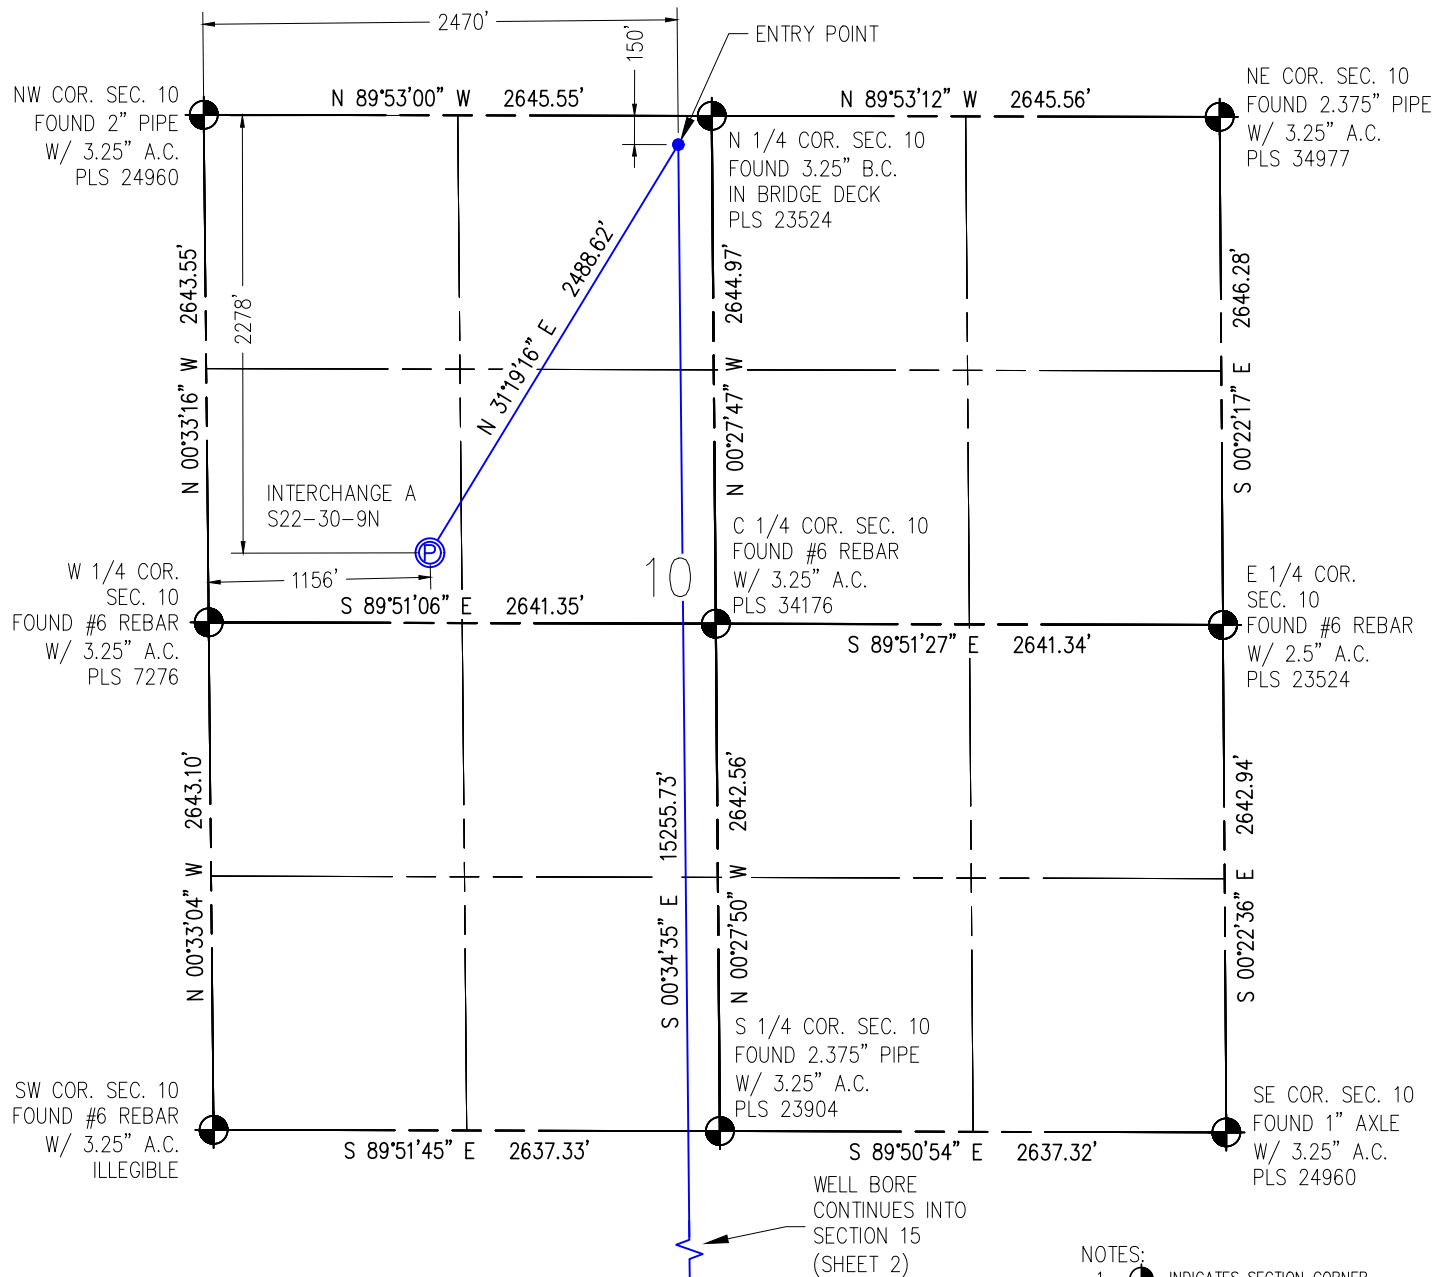 2470'
150'
ENTRY POINT
NW COR. SEC. 10
FOUND 2" PIPE
W/ 3.25" A.C.
PLS 24960
N 89°53'00" W 2645.55'
N 89°53'12" W 2645.56'
NE COR. SEC. 10
FOUND 2.375" PIPE
W/ 3.25" A.C.
PLS 34977
N 1/4 COR. SEC. 10
FOUND 3.25" B.C.
IN BRIDGE DECK
PLS 23524
N 00°33'16" W 2643.55'
2278'
N 31°19'16" E 2488.62'
N 00°27'47" W 2644.97'
S 00°22'17" E 2646.28'
INTERCHANGE A
S22-30-9N
P
1156'
10
W 1/4 COR.
SEC. 10
FOUND #6 REBAR
W/ 3.25" A.C.
PLS 7276
S 89°51'06" E 2641.35'
C 1/4 COR. SEC. 10
FOUND #6 REBAR
W/ 3.25" A.C.
PLS 34176
S 89°51'27" E 2641.34'
E 1/4 COR.
SEC. 10
FOUND #6 REBAR
W/ 2.5" A.C.
PLS 23524
N 00°33'04" W 2643.10'
S 00°34'35" E 15255.73'
N 00°27'50" W 2642.56'
S 00°22'36" E 2642.94'
SW COR. SEC. 10
FOUND #6 REBAR
W/ 3.25" A.C.
ILLEGIBLE
S 89°51'45" E 2637.33'
S 1/4 COR. SEC. 10
FOUND 2.375" PIPE
W/ 3.25" A.C.
PLS 23904
S 89°50'54" E 2637.32'
SE COR. SEC. 10
FOUND 1" AXLE
W/ 3.25" A.C.
PLS 24960
WELL BORE
CONTINUES INTO
SECTION 15
(SHEET 2)
NOTES:
1. INDICATES SECTION CORNER